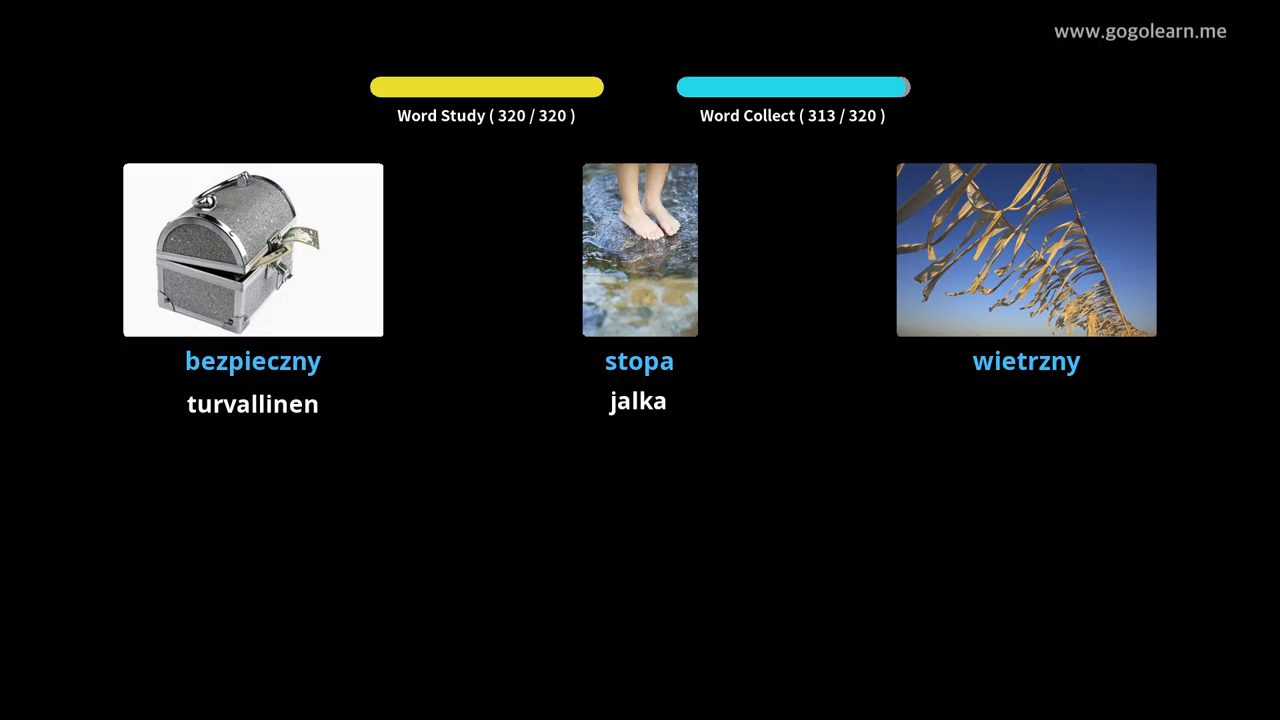 www.gogolearn.me
Word Study ( 320 / 320 )
Word Collect ( 313 / 320 )
bezpieczny
stopa
wietrzny
turvallinen
jalka